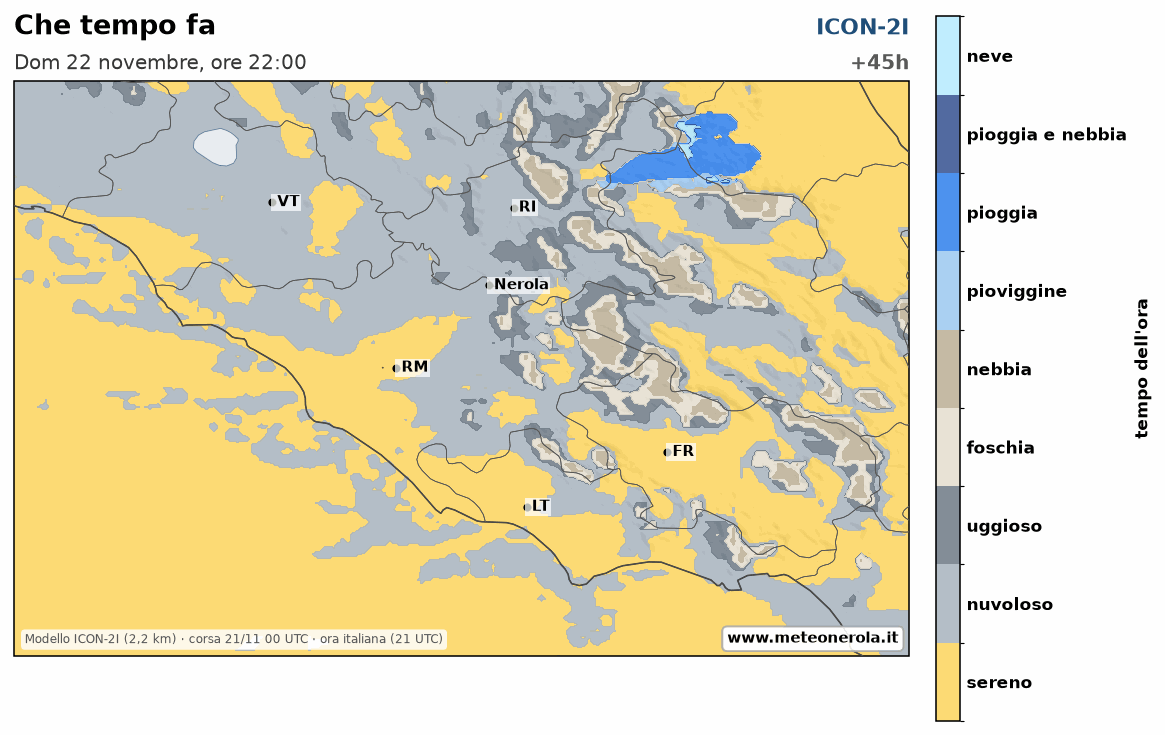 Che tempo fa
ICON-2I
Dom 22 novembre, ore 22:00
+45h
neve
pioggia e nebbia
pioggia
pioviggine
nebbia
foschia
uggioso
nuvoloso
sereno
tempo dell'ora
VT
RI
Nerola
RM
FR
LT
Modello ICON-2I (2,2 km) · corsa 21/11 00 UTC · ora italiana (21 UTC)
www.meteonerola.it